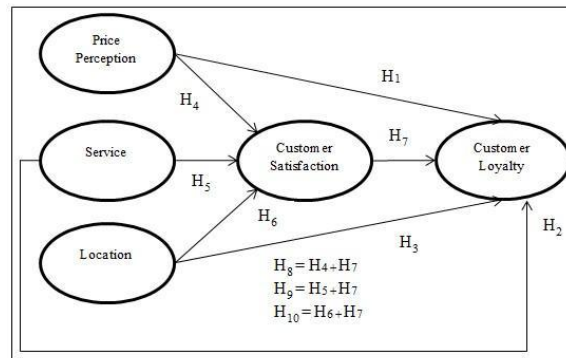 Price
Perception
H1
H4
Service
Customer
Satisfaction
H7
Customer
Loyalty
H5
H6
H2
Location
H3
H8 = H4+H7
H9 = H5+H7
H10 = H6+H7